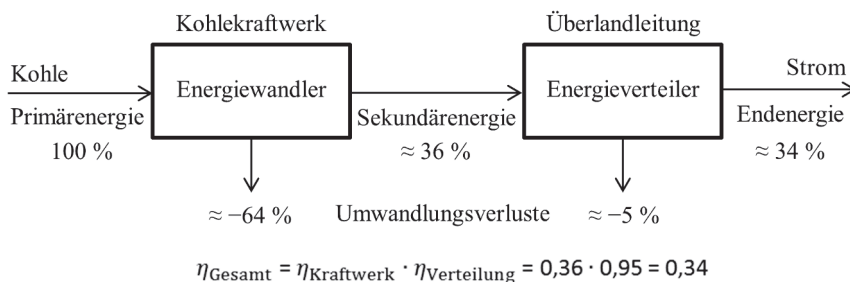 Kohlekraftwerk
Überlandleitung
Kohle
Energiewandler
Energieverteiler
Strom
Primärenergie
Sekundärenergie
Endenergie
100 %
≈ 36 %
≈ 34 %
≈ −64 %
Umwandlungsverluste
≈ −5 %
η_Gesamt = η_Kraftwerk · η_Verteilung = 0,36 · 0,95 = 0,34